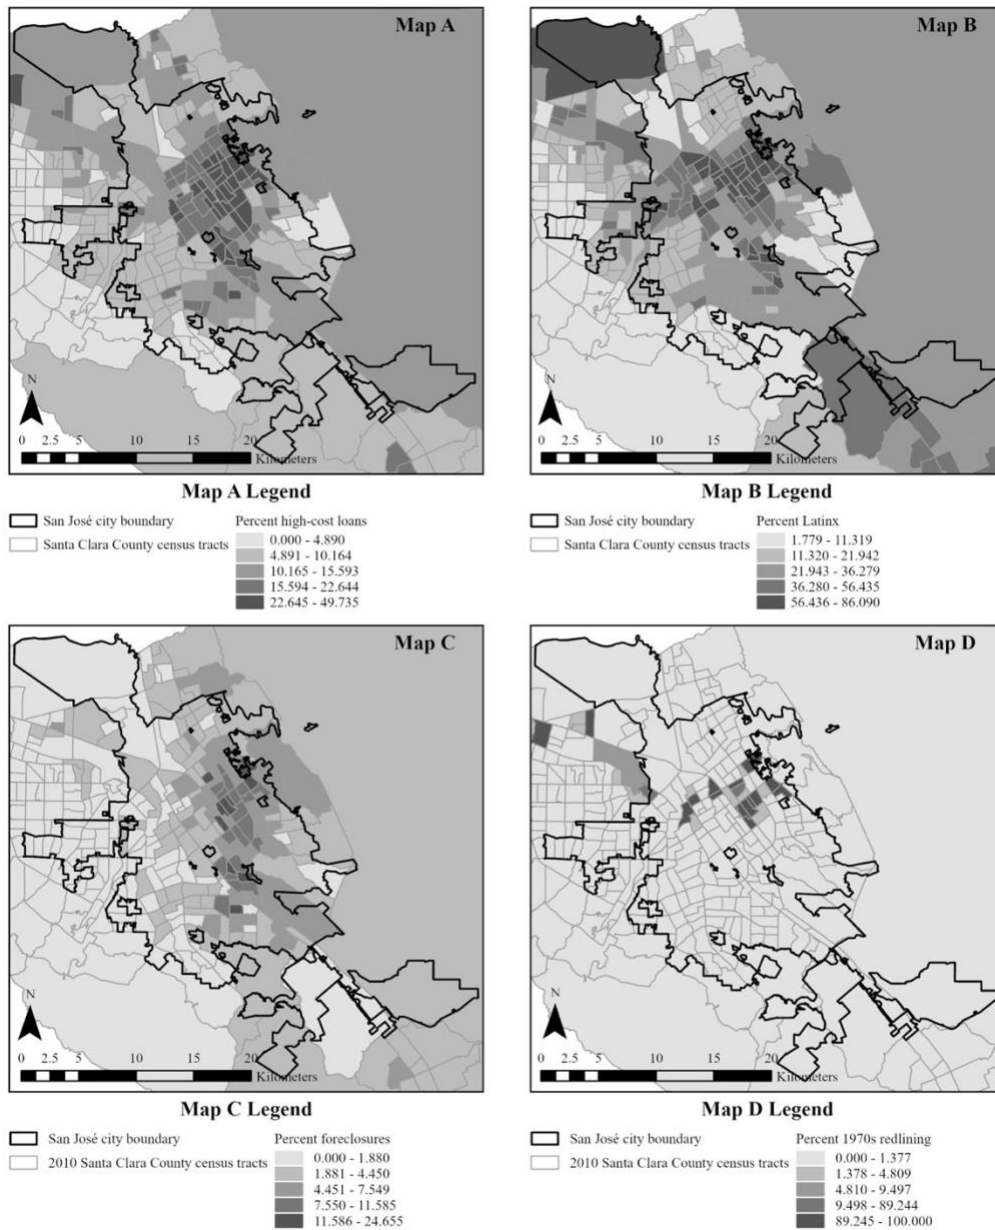 Map A
N
0 2.5 5 10 15 20
Kilometers
Map A Legend
San José city boundary
Santa Clara County census tracts
Percent high-cost loans
0.000 - 4.890
4.891 - 10.164
10.165 - 15.593
15.594 - 22.644
22.645 - 49.735
Map B
N
0 2.5 5 10 15 20
Kilometers
Map B Legend
San José city boundary
Santa Clara County census tracts
Percent Latinx
1.779 - 11.319
11.320 - 21.942
21.943 - 36.279
36.280 - 56.435
56.436 - 86.090
Map C
N
0 2.5 5 10 15 20
Kilometers
Map C Legend
San José city boundary
2010 Santa Clara County census tracts
Percent foreclosures
0.000 - 1.880
1.881 - 4.450
4.451 - 7.549
7.550 - 11.585
11.586 - 24.655
Map D
N
0 2.5 5 10 15 20
Kilometers
Map D Legend
San José city boundary
2010 Santa Clara County census tracts
Percent 1970s redlining
0.000 - 1.377
1.378 - 4.809
4.810 - 9.497
9.498 - 89.244
89.245 - 100.000